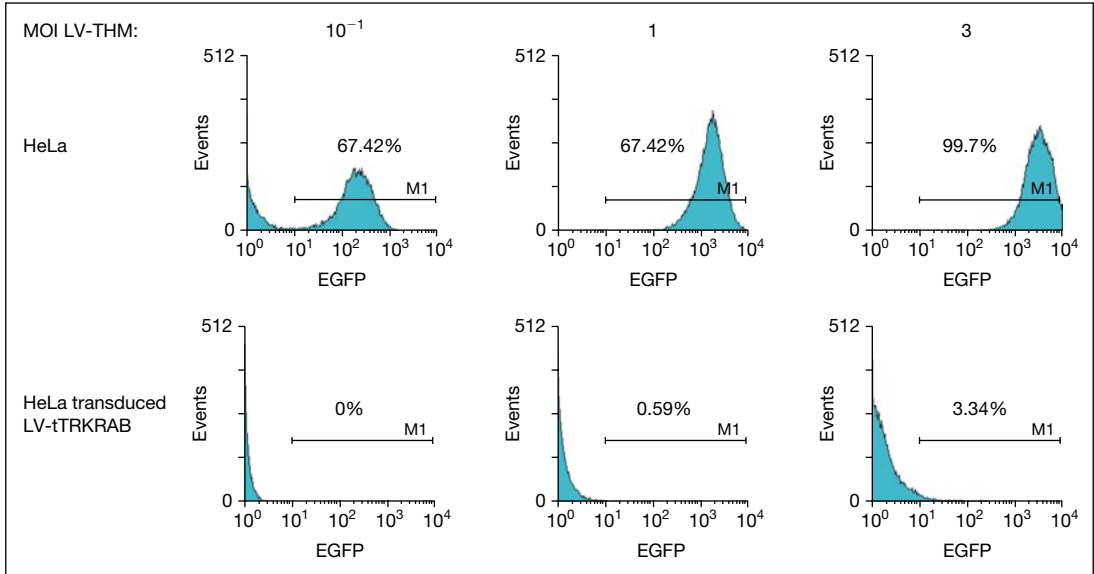 MOI LV-THM: 10⁻¹ 1 3
HeLa
512
Events
0
67.42%
M1
10⁰ 10¹ 10² 10³ 10⁴
EGFP
512
Events
0
67.42%
M1
10⁰ 10¹ 10² 10³ 10⁴
EGFP
512
Events
0
99.7%
M1
10⁰ 10¹ 10² 10³ 10⁴
EGFP
HeLa transduced
LV-tTRKRAB
512
Events
0
0%
M1
10⁰ 10¹ 10² 10³ 10⁴
EGFP
512
Events
0
0.59%
M1
10⁰ 10¹ 10² 10³ 10⁴
EGFP
512
Events
0
3.34%
M1
10⁰ 10¹ 10² 10³ 10⁴
EGFP